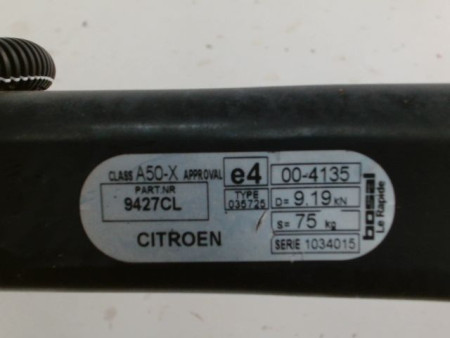 CLASS A50-X APPROVAL e4 00-4135
PART.NR 9427CL
TYPE 035725 D= 9.19 kN
S= 75 kg
CITROEN
SERIE 1034015
bosal Le Rapide